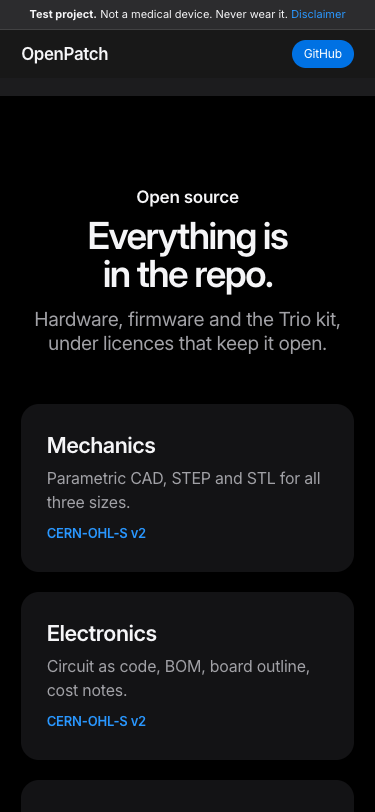 Test project. Not a medical device. Never wear it. Disclaimer
OpenPatch
GitHub
Open source
Everything is
in the repo.
Hardware, firmware and the Trio kit,
under licences that keep it open.
Mechanics
Parametric CAD, STEP and STL for all
three sizes.
CERN-OHL-S v2
Electronics
Circuit as code, BOM, board outline,
cost notes.
CERN-OHL-S v2